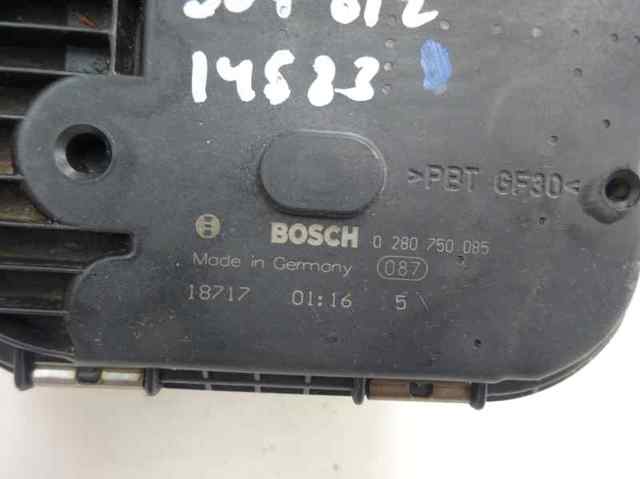 14583
>PBT GF30<
BOSCH 0 280 750 085
Made in Germany 087
18717 01:16 5